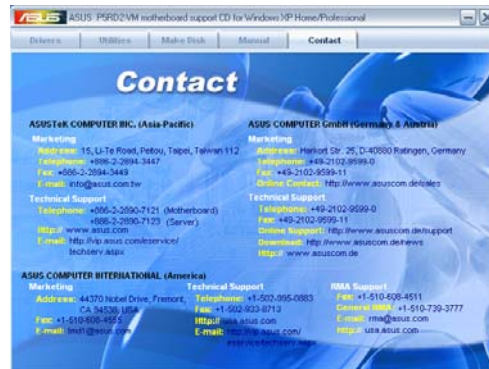 ASUS P5RD2-VM motherboard support CD for Windows XP Home/Professional
Drivers Utilities Make Disk Manual Contact
Contact
ASUSTeK COMPUTER INC. (Asia-Pacific)
Marketing
Address: 15, Li-Te Road, Peitou, Taipei, Taiwan 112
Telephone: +886-2-2894-3447
Fax: +886-2-2894-3449
E-mail: info@asus.com.tw
Technical Support
Telephone: +886-2-2890-7121 (Motherboard)
+886-2-2890-7123 (Server)
Http:// www.asus.com
E-mail: http://vip.asus.com/eservice/
techserv.aspx
ASUS COMPUTER GmbH (Germany & Austria)
Marketing
Address: Harkort Str. 25, D-40880 Ratingen, Germany
Telephone: +49-2102-9599-0
Fax: +49-2102-9599-11
Online Contact: http://www.asuscom.de/sales
Technical Support
Telephone: +49-2102-9599-0
Fax: +49-2102-9599-11
Online Support: http://www.asuscom.de/support
Download: http://www.asuscom.de/news
Http:// www.asuscom.de
ASUS COMPUTER INTERNATIONAL (America)
Marketing
Address: 44370 Nobel Drive, Fremont,
CA 94538, USA
Fax: +1-510-608-4555
E-mail: tmd1@asus.com
Technical Support
Telephone: +1-502-995-0883
Fax: +1-502-933-8713
Http:// usa.asus.com
E-mail: http://vip.asus.com/
eservice/techserv.aspx
RMA Support
Fax: +1-510-608-4511
General RMA: +1-510-739-3777
E-mail: rma@asus.com
Http:// usa.asus.com